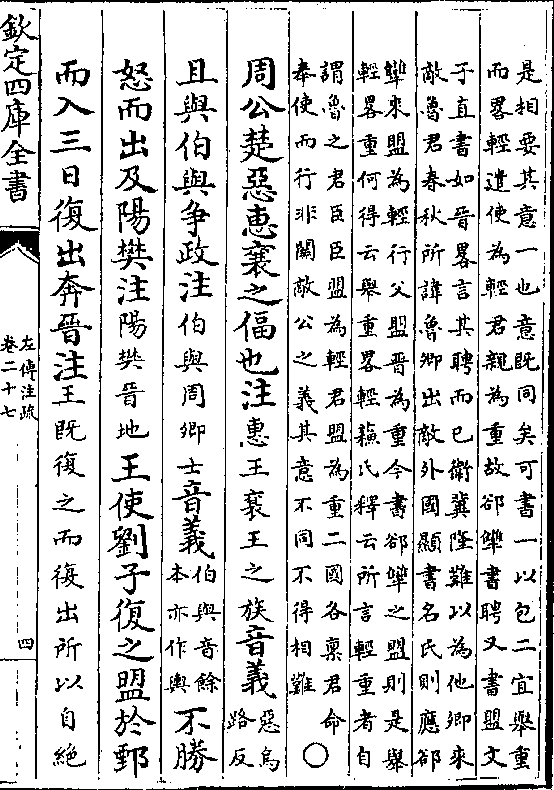 是相要其意一也意既同矣可書一以包二宜舉重
而畧輕遣使為輕君親為重故郤犨書聘又書盟文
子直書如晉畧言其聘而已衛冀隆難以為他卿來
敵魯君春秋所諱魯卿出敵外國顯書名氏則應郤
犨來盟為輕行父盟晉為重今書郤犨之盟則是舉
輕畧重何得云舉重畧輕蘇氏釋云所言輕重者自
謂魯之君臣臣盟為輕君盟為重二國各稟君命
奉使而行非關敵公之義其意不同不得相難○
周公楚惡惠襄之偪也注惠王襄王之族音義惡烏路反
且與伯與争政注伯與周卿士音義伯與音餘本亦作輿不勝
怒而出及陽樊注陽樊晉地王使劉子復之盟於鄄
而入三日復出奔晉注王既復之而復出所以自絶
欽定四庫全書
左傳注疏
卷二十七
四